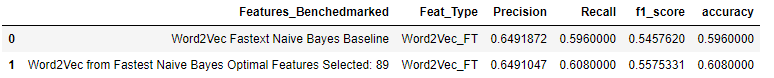 Features_Benchedmarked Feat_Type Precision Recall f1_score accuracy
0 Word2Vec Fastext Naive Bayes Baseline Word2Vec_FT 0.6491872 0.5960000 0.5457620 0.5960000
1 Word2Vec from Fastest Naive Bayes Optimal Features Selected: 89 Word2Vec_FT 0.6491047 0.6080000 0.5575331 0.6080000